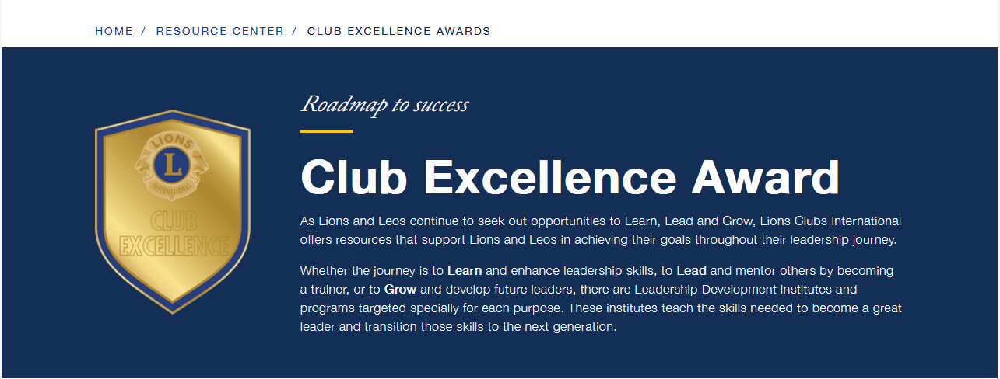 HOME / RESOURCE CENTER / CLUB EXCELLENCE AWARDS
Roadmap to success
LIONS
L
INTERNATIONAL
CLUB
EXCELLENCE
Club Excellence Award
As Lions and Leos continue to seek out opportunities to Learn, Lead and Grow, Lions Clubs International
offers resources that support Lions and Leos in achieving their goals throughout their leadership journey.
Whether the journey is to Learn and enhance leadership skills, to Lead and mentor others by becoming
a trainer, or to Grow and develop future leaders, there are Leadership Development institutes and
programs targeted specially for each purpose. These institutes teach the skills needed to become a great
leader and transition those skills to the next generation.